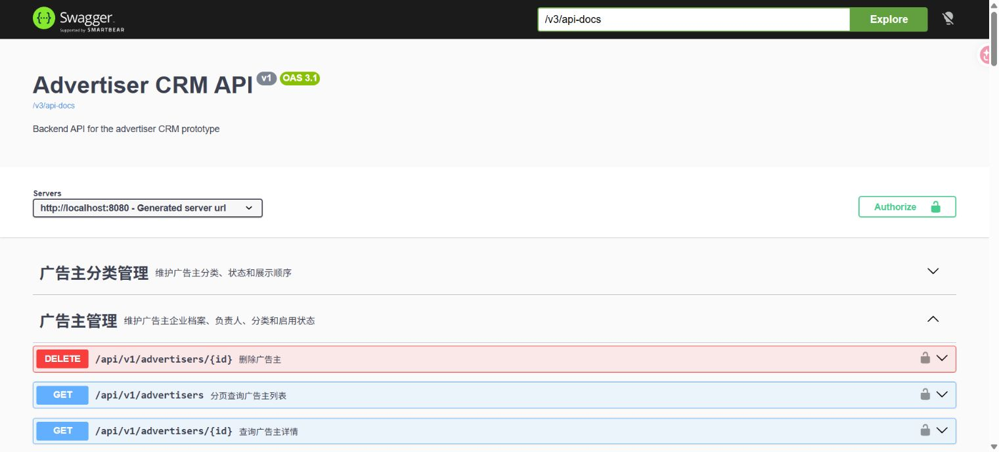 Swagger
Supported by SMARTBEAR
/v3/api-docs
Explore
Advertiser CRM API v1 OAS 3.1
/v3/api-docs
Backend API for the advertiser CRM prototype
Servers
http://localhost:8080 - Generated server url
Authorize
广告主分类管理 维护广告主分类、状态和展示顺序
广告主管理 维护广告主企业档案、负责人、分类和启用状态
DELETE /api/v1/advertisers/{id} 删除广告主
GET /api/v1/advertisers 分页查询广告主列表
GET /api/v1/advertisers/{id} 查询广告主详情